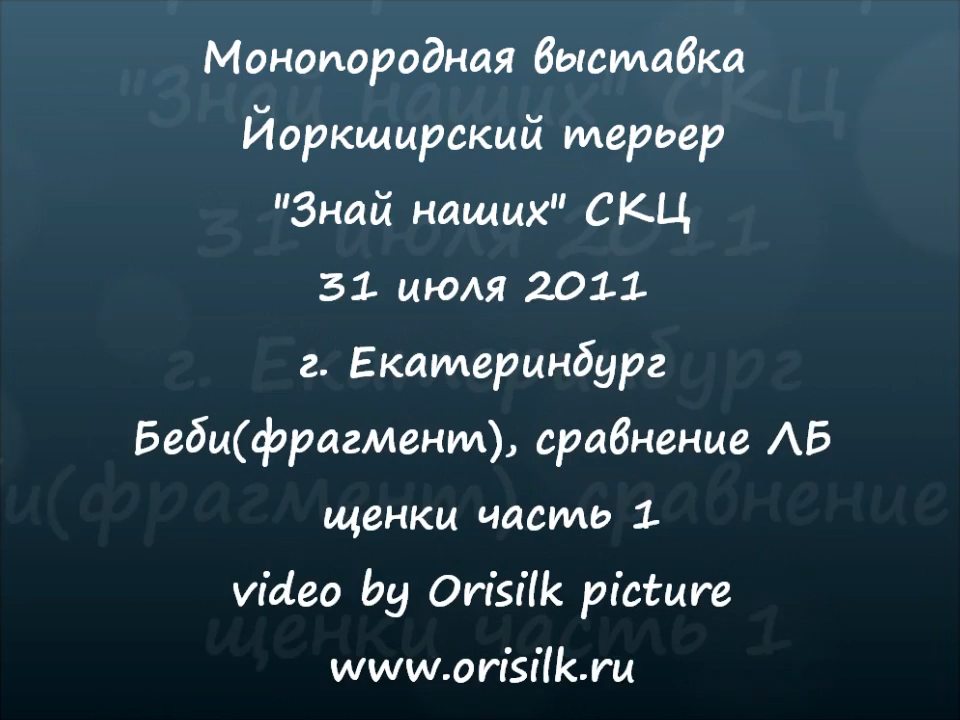 Монопородная выставка
Йоркширский терьер
"Знай наших" СКЦ
31 июля 2011
г. Екатеринбург
Беби(фрагмент), сравнение ЛБ
щенки часть 1
video by Orisilk picture
www.orisilk.ru